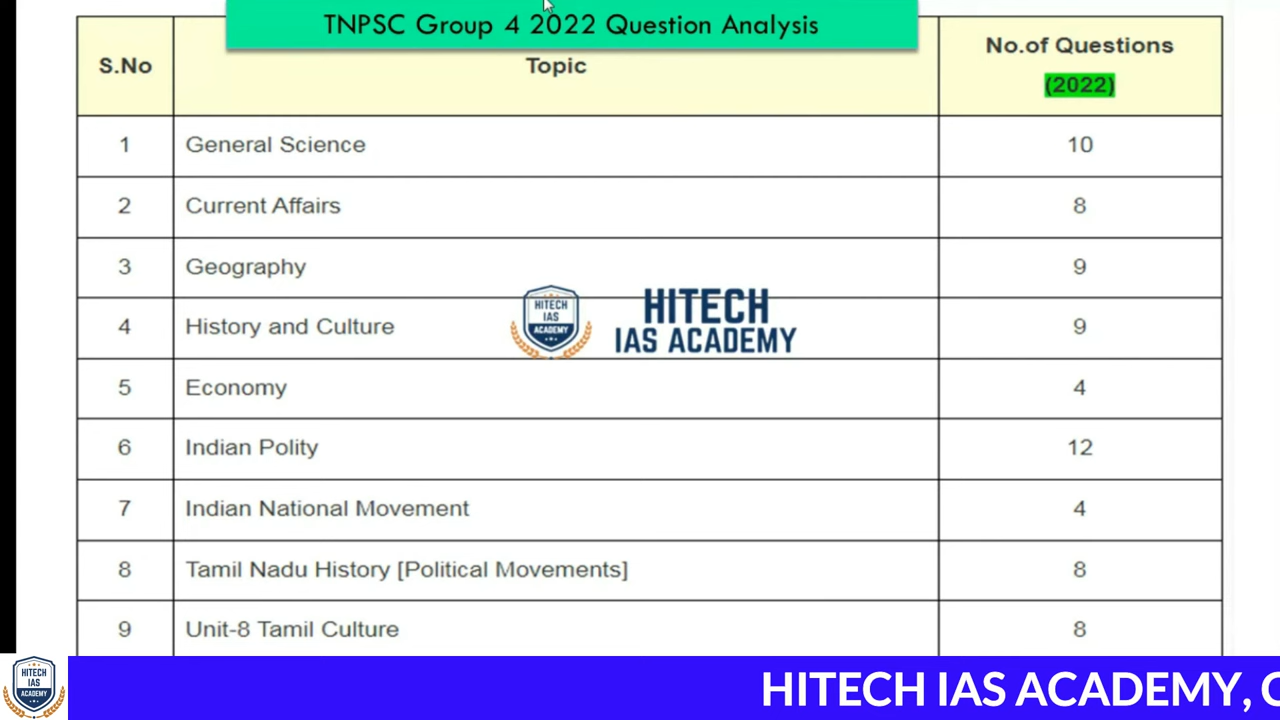 TNPSC Group 4 2022 Question Analysis
S.No Topic No.of Questions
(2022)
1 General Science 10
2 Current Affairs 8
3 Geography 9
HITECH IAS ACADEMY
HITECH
IAS ACADEMY
4 History and Culture 9
5 Economy 4
6 Indian Polity 12
7 Indian National Movement 4
8 Tamil Nadu History [Political Movements] 8
9 Unit-8 Tamil Culture 8
HITECH
IAS
ACADEMY
HITECH IAS ACADEMY, C